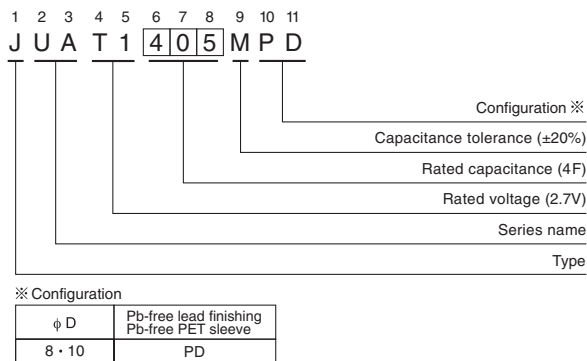 1 2 3 4 5 6 7 8 9 10 11
J U A T 1 4 0 5 M P D
Configuration ※
Capacitance tolerance (±20%)
Rated capacitance (4F)
Rated voltage (2.7V)
Series name
Type
※ Configuration
ϕ D
Pb-free lead finishing
Pb-free PET sleeve
8・10
PD